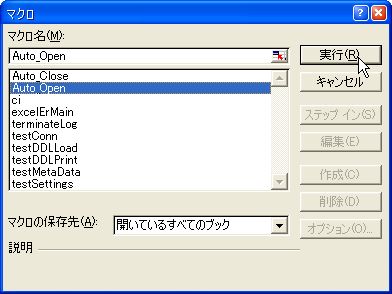 マクロ
マクロ名(M):
Auto_Open
実行(R)
Auto_Close
Auto_Open
ci
excelErMain
terminateLog
testConn
testDDLLoad
testDDLPrint
testMetaData
testSettings
キャンセル
ステップ イン(S)
編集(E)
作成(C)
削除(D)
オプション(O)...
マクロの保存先(A):
開いているすべてのブック
説明